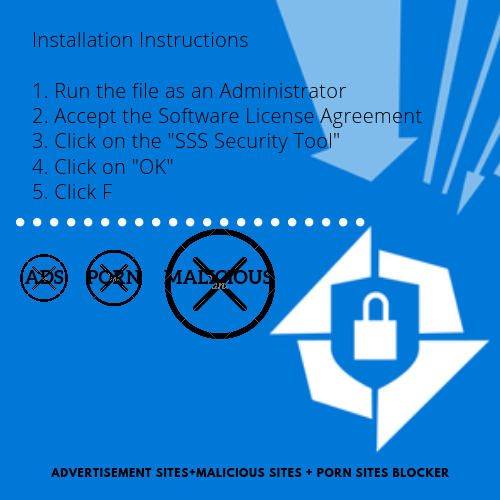 Installation Instructions
1. Run the file as an Administrator
2. Accept the Software License Agreement
3. Click on the "SSS Security Tool"
4. Click on "OK"
5. Click F
ADS PORN MALICIOUS
ADVERTISEMENT SITES+MALICIOUS SITES + PORN SITES BLOCKER